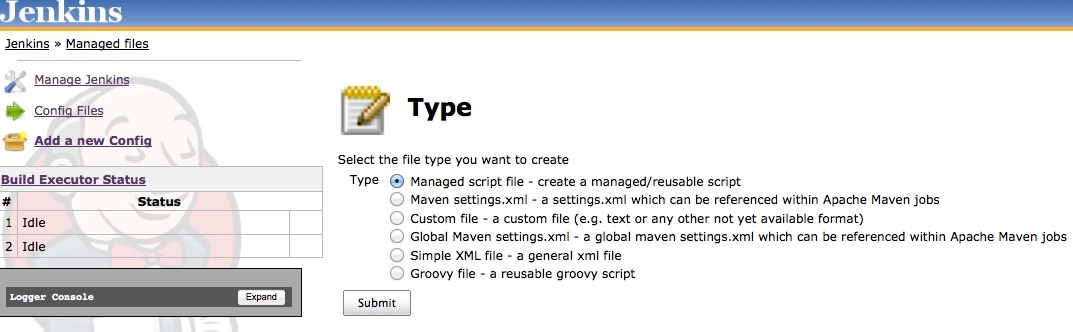 Jenkins
Jenkins » Managed files
Manage Jenkins
Config Files
Add a new Config
Build Executor Status
# Status
1 Idle
2 Idle
Logger Console Expand
Type
Select the file type you want to create
Type Managed script file - create a managed/reusable script
Maven settings.xml - a settings.xml which can be referenced within Apache Maven jobs
Custom file - a custom file (e.g. text or any other not yet available format)
Global Maven settings.xml - a global maven settings.xml which can be referenced within Apache Maven jobs
Simple XML file - a general xml file
Groovy file - a reusable groovy script
Submit